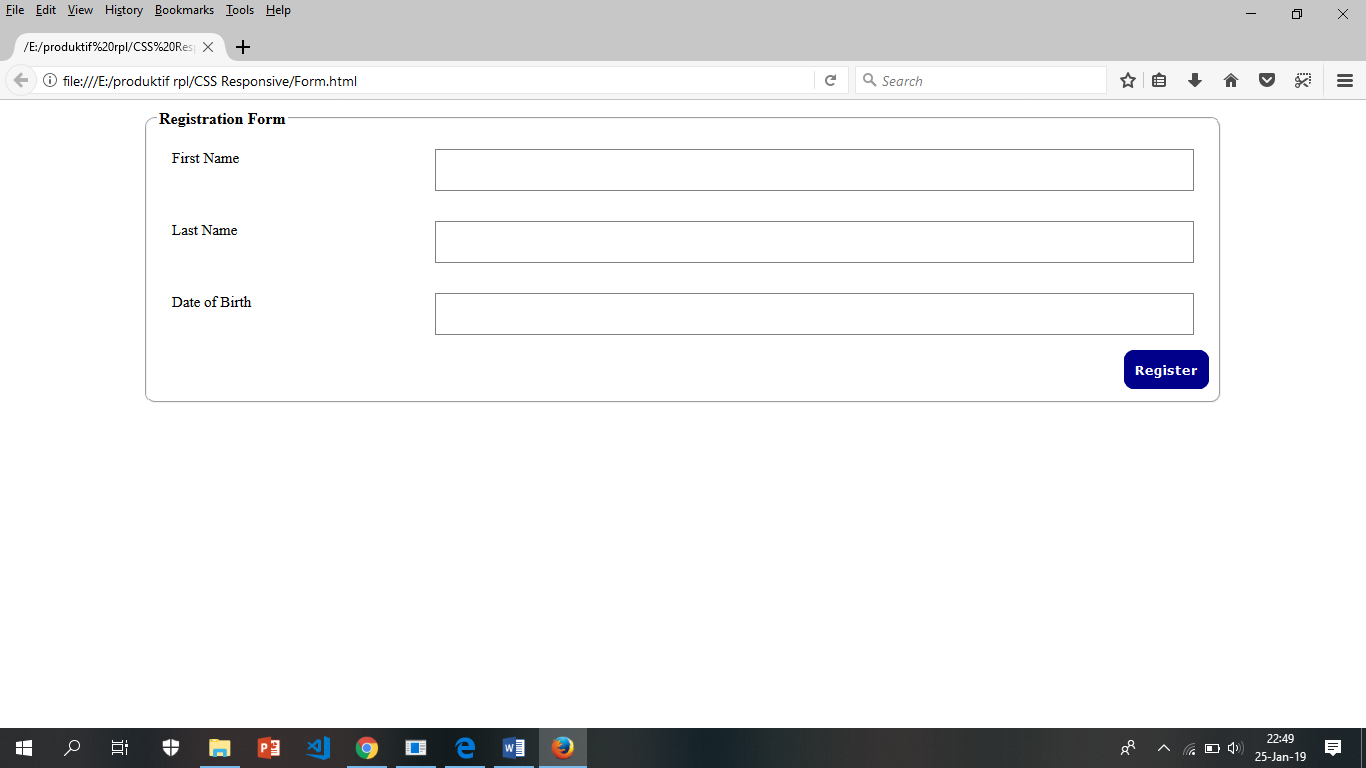 File Edit View History Bookmarks Tools Help
/E:/produktif%20rpl/CSS%20Res
file:///E:/produktif rpl/CSS Responsive/Form.html
Search
Registration Form
First Name
Last Name
Date of Birth
Register
22:49
25-Jan-19